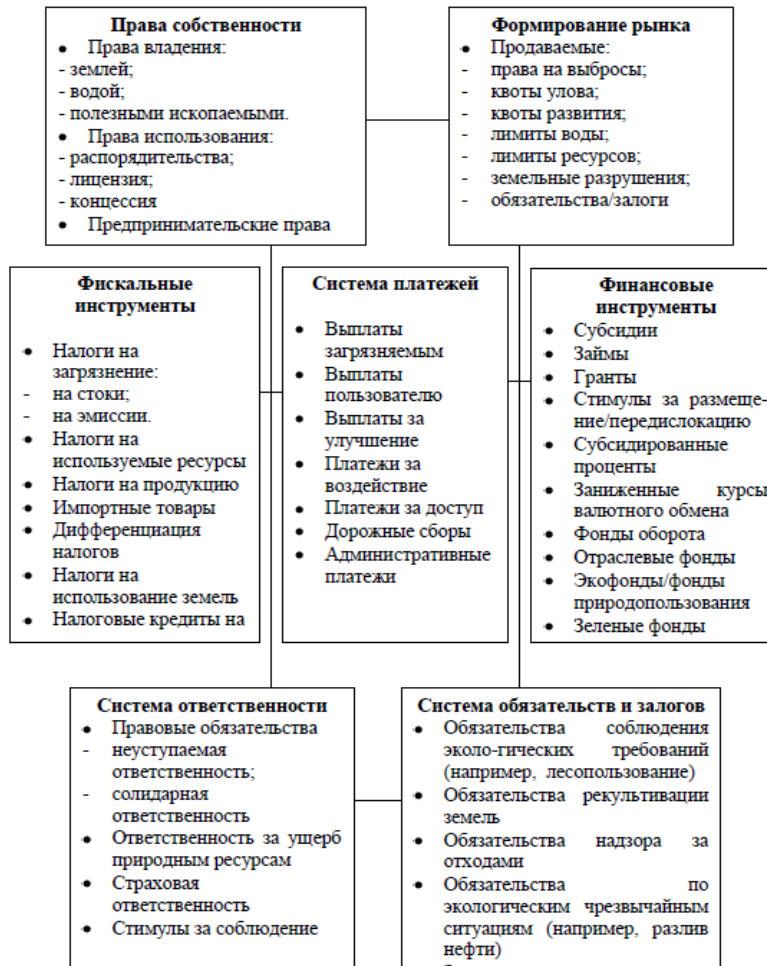 Права собственности
• Права владения:
- землей;
- водой;
- полезными ископаемыми.
• Права использования:
- распорядительства;
- лицензия;
- концессия
• Предпринимательские права
Формирование рынка
• Продаваемые:
- права на выбросы;
- квоты улова;
- квоты развития;
- лимиты воды;
- лимиты ресурсов;
- земельные разрушения;
- обязательства/залоги
Фискальные
инструменты
• Налоги на
загрязнение:
- на стоки;
- на эмиссии.
• Налоги на
используемые ресурсы
• Налоги на продукцию
• Импортные товары
• Дифференциация
налогов
• Налоги на
использование земель
• Налоговые кредиты на
Система платежей
• Выплаты
загрязняемым
• Выплаты
пользователю
• Выплаты за
улучшение
• Платежи за
воздействие
• Платежи за доступ
• Дорожные сборы
• Административные
платежи
Финансовые
инструменты
• Субсидии
• Займы
• Гранты
• Стимулы за размеще-
ние/передислокацию
• Субсидированные
проценты
• Заниженные курсы
валютного обмена
• Фонды оборота
• Отраслевые фонды
• Экофонды/фонды
природопользования
• Зеленые фонды
Система ответственности
• Правовые обязательства
- неуступаемая
ответственность;
- солидарная
ответственность
• Ответственность за ущерб
природным ресурсам
• Страховая
ответственность
• Стимулы за соблюдение
Система обязательств и залогов
• Обязательства соблюдения
эколо-гических требований
(например, лесопользование)
• Обязательства рекультивации
земель
• Обязательства надзора за
отходами
• Обязательства по
экологическим чрезвычайным
ситуациям (например, разлив
нефти)